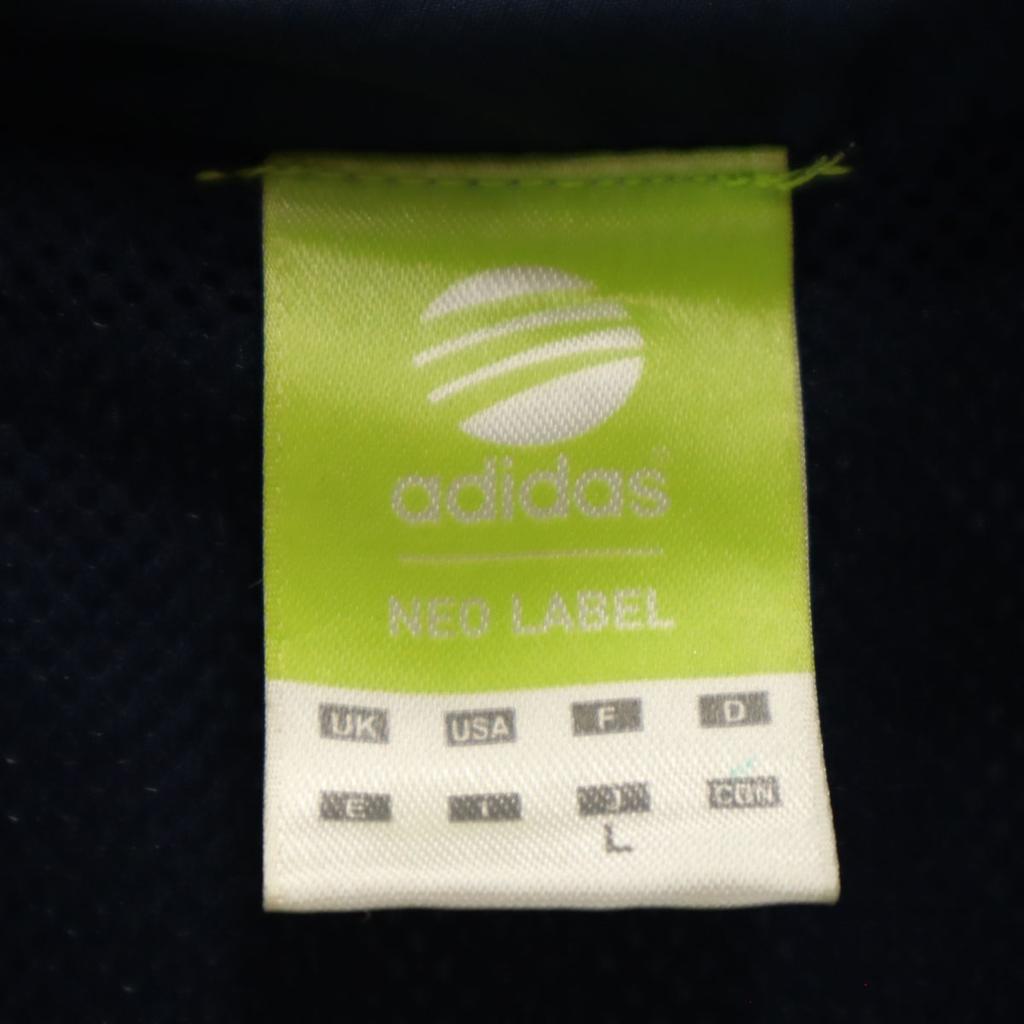 adidas
NEO LABEL
UK USA F D
E I J CHN
L